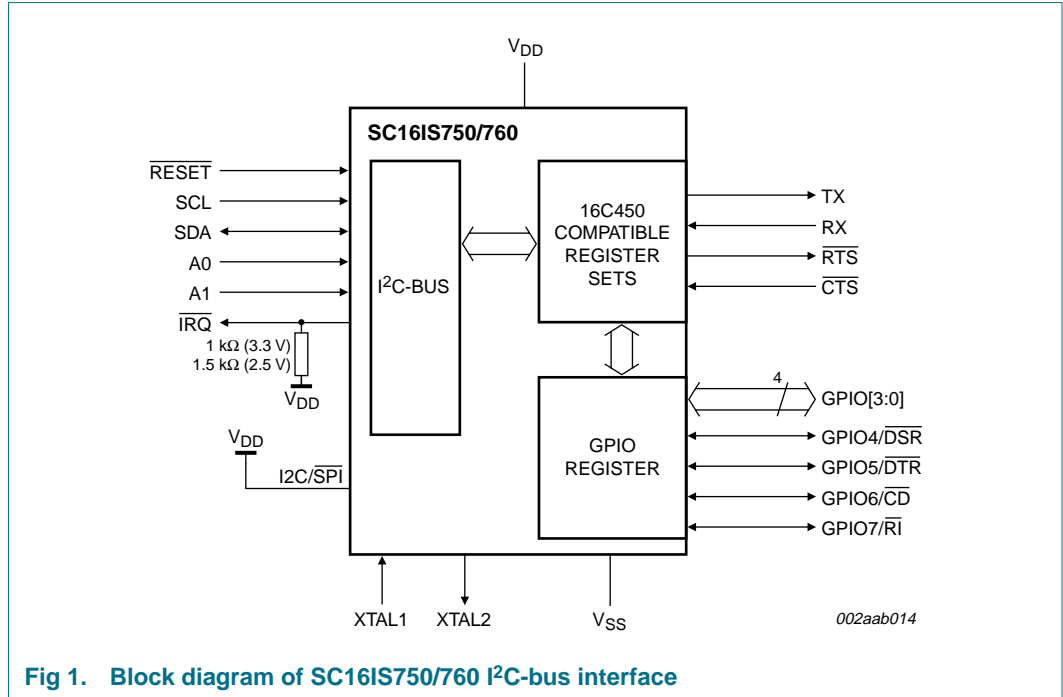 VDD
SC16IS750/760
RESET
SCL
SDA
A0
A1
IRQ
1 kΩ (3.3 V)
1.5 kΩ (2.5 V)
VDD
VDD
I2C/SPI
I2C-BUS
16C450
COMPATIBLE
REGISTER
SETS
TX
RX
RTS
CTS
4
GPIO[3:0]
GPIO
REGISTER
GPIO4/DSR
GPIO5/DTR
GPIO6/CD
GPIO7/RI
XTAL1
XTAL2
VSS
002aab014
Fig 1. Block diagram of SC16IS750/760 I2C-bus interface